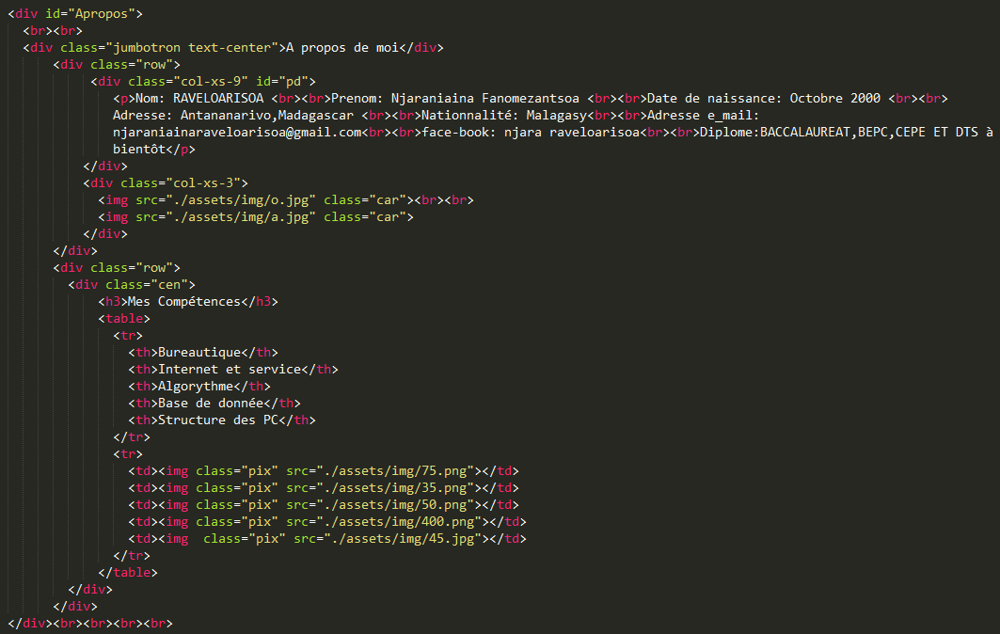 <div id="Apropos">
<br><br>
<div class="jumbotron text-center">A propos de moi</div>
<div class="row">
<div class="col-xs-9" id="pd">
<p>Nom: RAVELOARISOA <br><br>Prenom: Njaraniaina Fanomezantsoa <br><br>Date de naissance: Octobre 2000 <br><br>
Adresse: Antananarivo,Madagascar <br><br>Nationnalité: Malagasy<br><br>Adresse e_mail:
njaraniainaraveloarisoa@gmail.com<br><br>face-book: njara raveloarisoa<br><br>Diplome:BACCALAUREAT,BEPC,CEPE ET DTS à
bientôt</p>
</div>
<div class="col-xs-3">
<img src="./assets/img/o.jpg" class="car"><br><br>
<img src="./assets/img/a.jpg" class="car">
</div>
</div>
<div class="row">
<div class="cen">
<h3>Mes Compétences</h3>
<table>
<tr>
<th>Bureautique</th>
<th>Internet et service</th>
<th>Algorythme</th>
<th>Base de donnée</th>
<th>Structure des PC</th>
</tr>
<tr>
<td><img class="pix" src="./assets/img/75.png"></td>
<td><img class="pix" src="./assets/img/35.png"></td>
<td><img class="pix" src="./assets/img/50.png"></td>
<td><img class="pix" src="./assets/img/400.png"></td>
<td><img  class="pix" src="./assets/img/45.jpg"></td>
</tr>
</table>
</div>
</div>
</div><br><br><br><br>